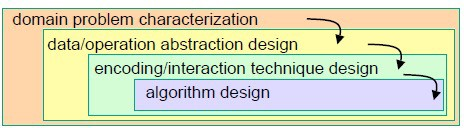 domain problem characterization
data/operation abstraction design
encoding/interaction technique design
algorithm design